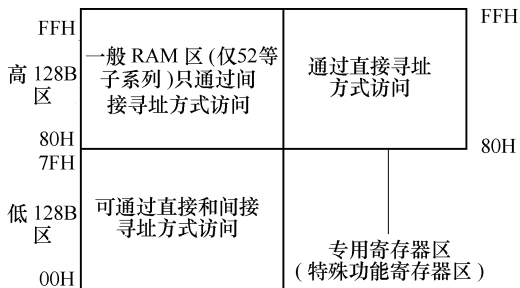 FFH
高 128B
区
80H
7FH
低 128B
区
00H
一般 RAM 区 (仅52等
子系列 )只通过间
接寻址方式访问
通过直接寻址
方式访问
FFH
80H
可通过直接和间接
寻址方式访问
专用寄存器区
( 特殊功能寄存器区 )